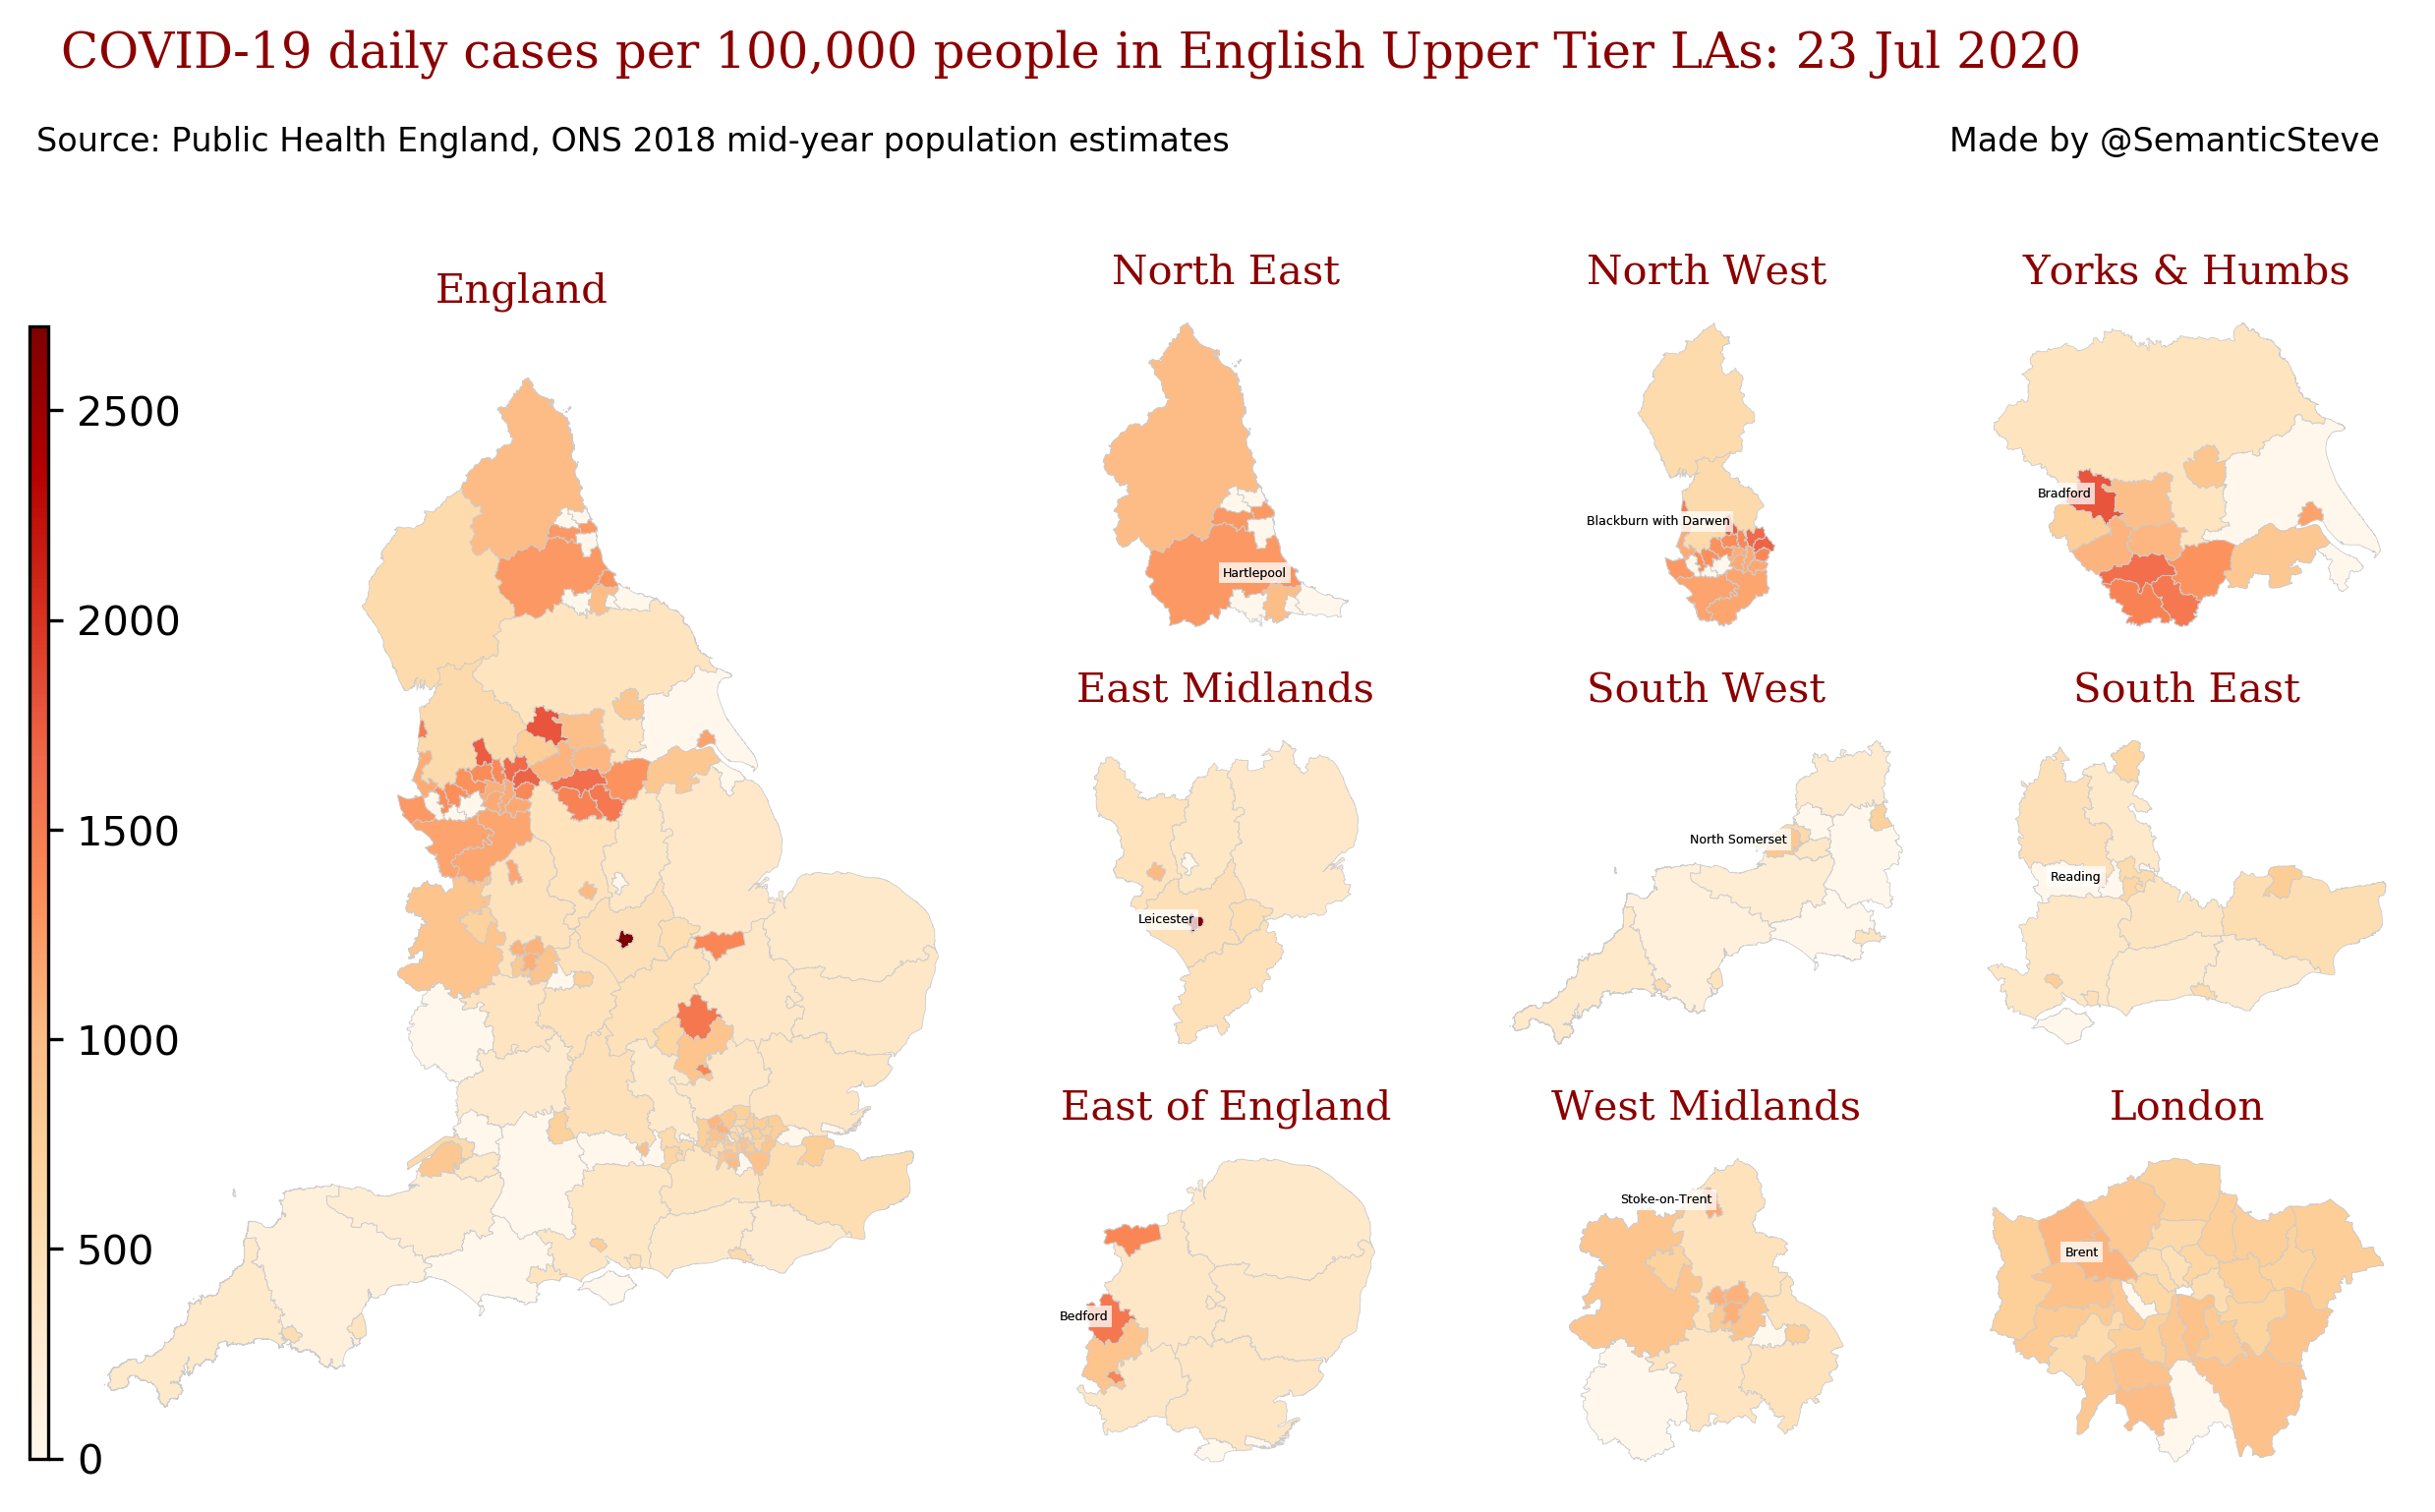 COVID-19 daily cases per 100,000 people in English Upper Tier LAs: 23 Jul 2020
Source: Public Health England, ONS 2018 mid-year population estimates
Made by @SemanticSteve
England
2500
2000
1500
1000
500
0
North East
Hartlepool
North West
Blackburn with Darwen
Yorks & Humbs
Bradford
East Midlands
Leicester
South West
North Somerset
South East
Reading
East of England
Bedford
West Midlands
Stoke-on-Trent
London
Brent